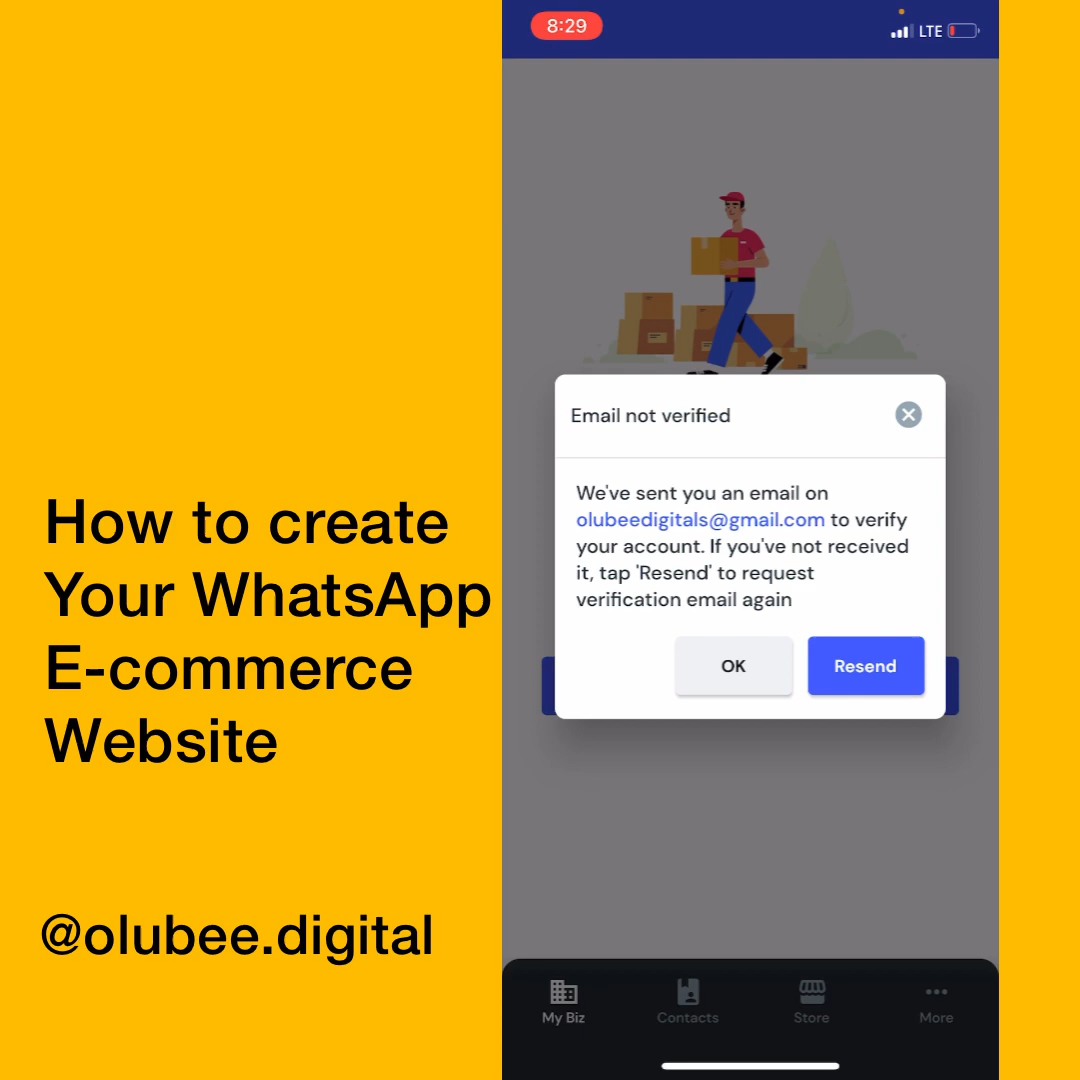 How to create
Your WhatsApp
E-commerce
Website
@olubee.digital
8:29
LTE
Email not verified
We've sent you an email on
olubeedigitals@gmail.com to verify
your account. If you've not received
it, tap 'Resend' to request
verification email again
OK
Resend
My Biz
Contacts
Store
More